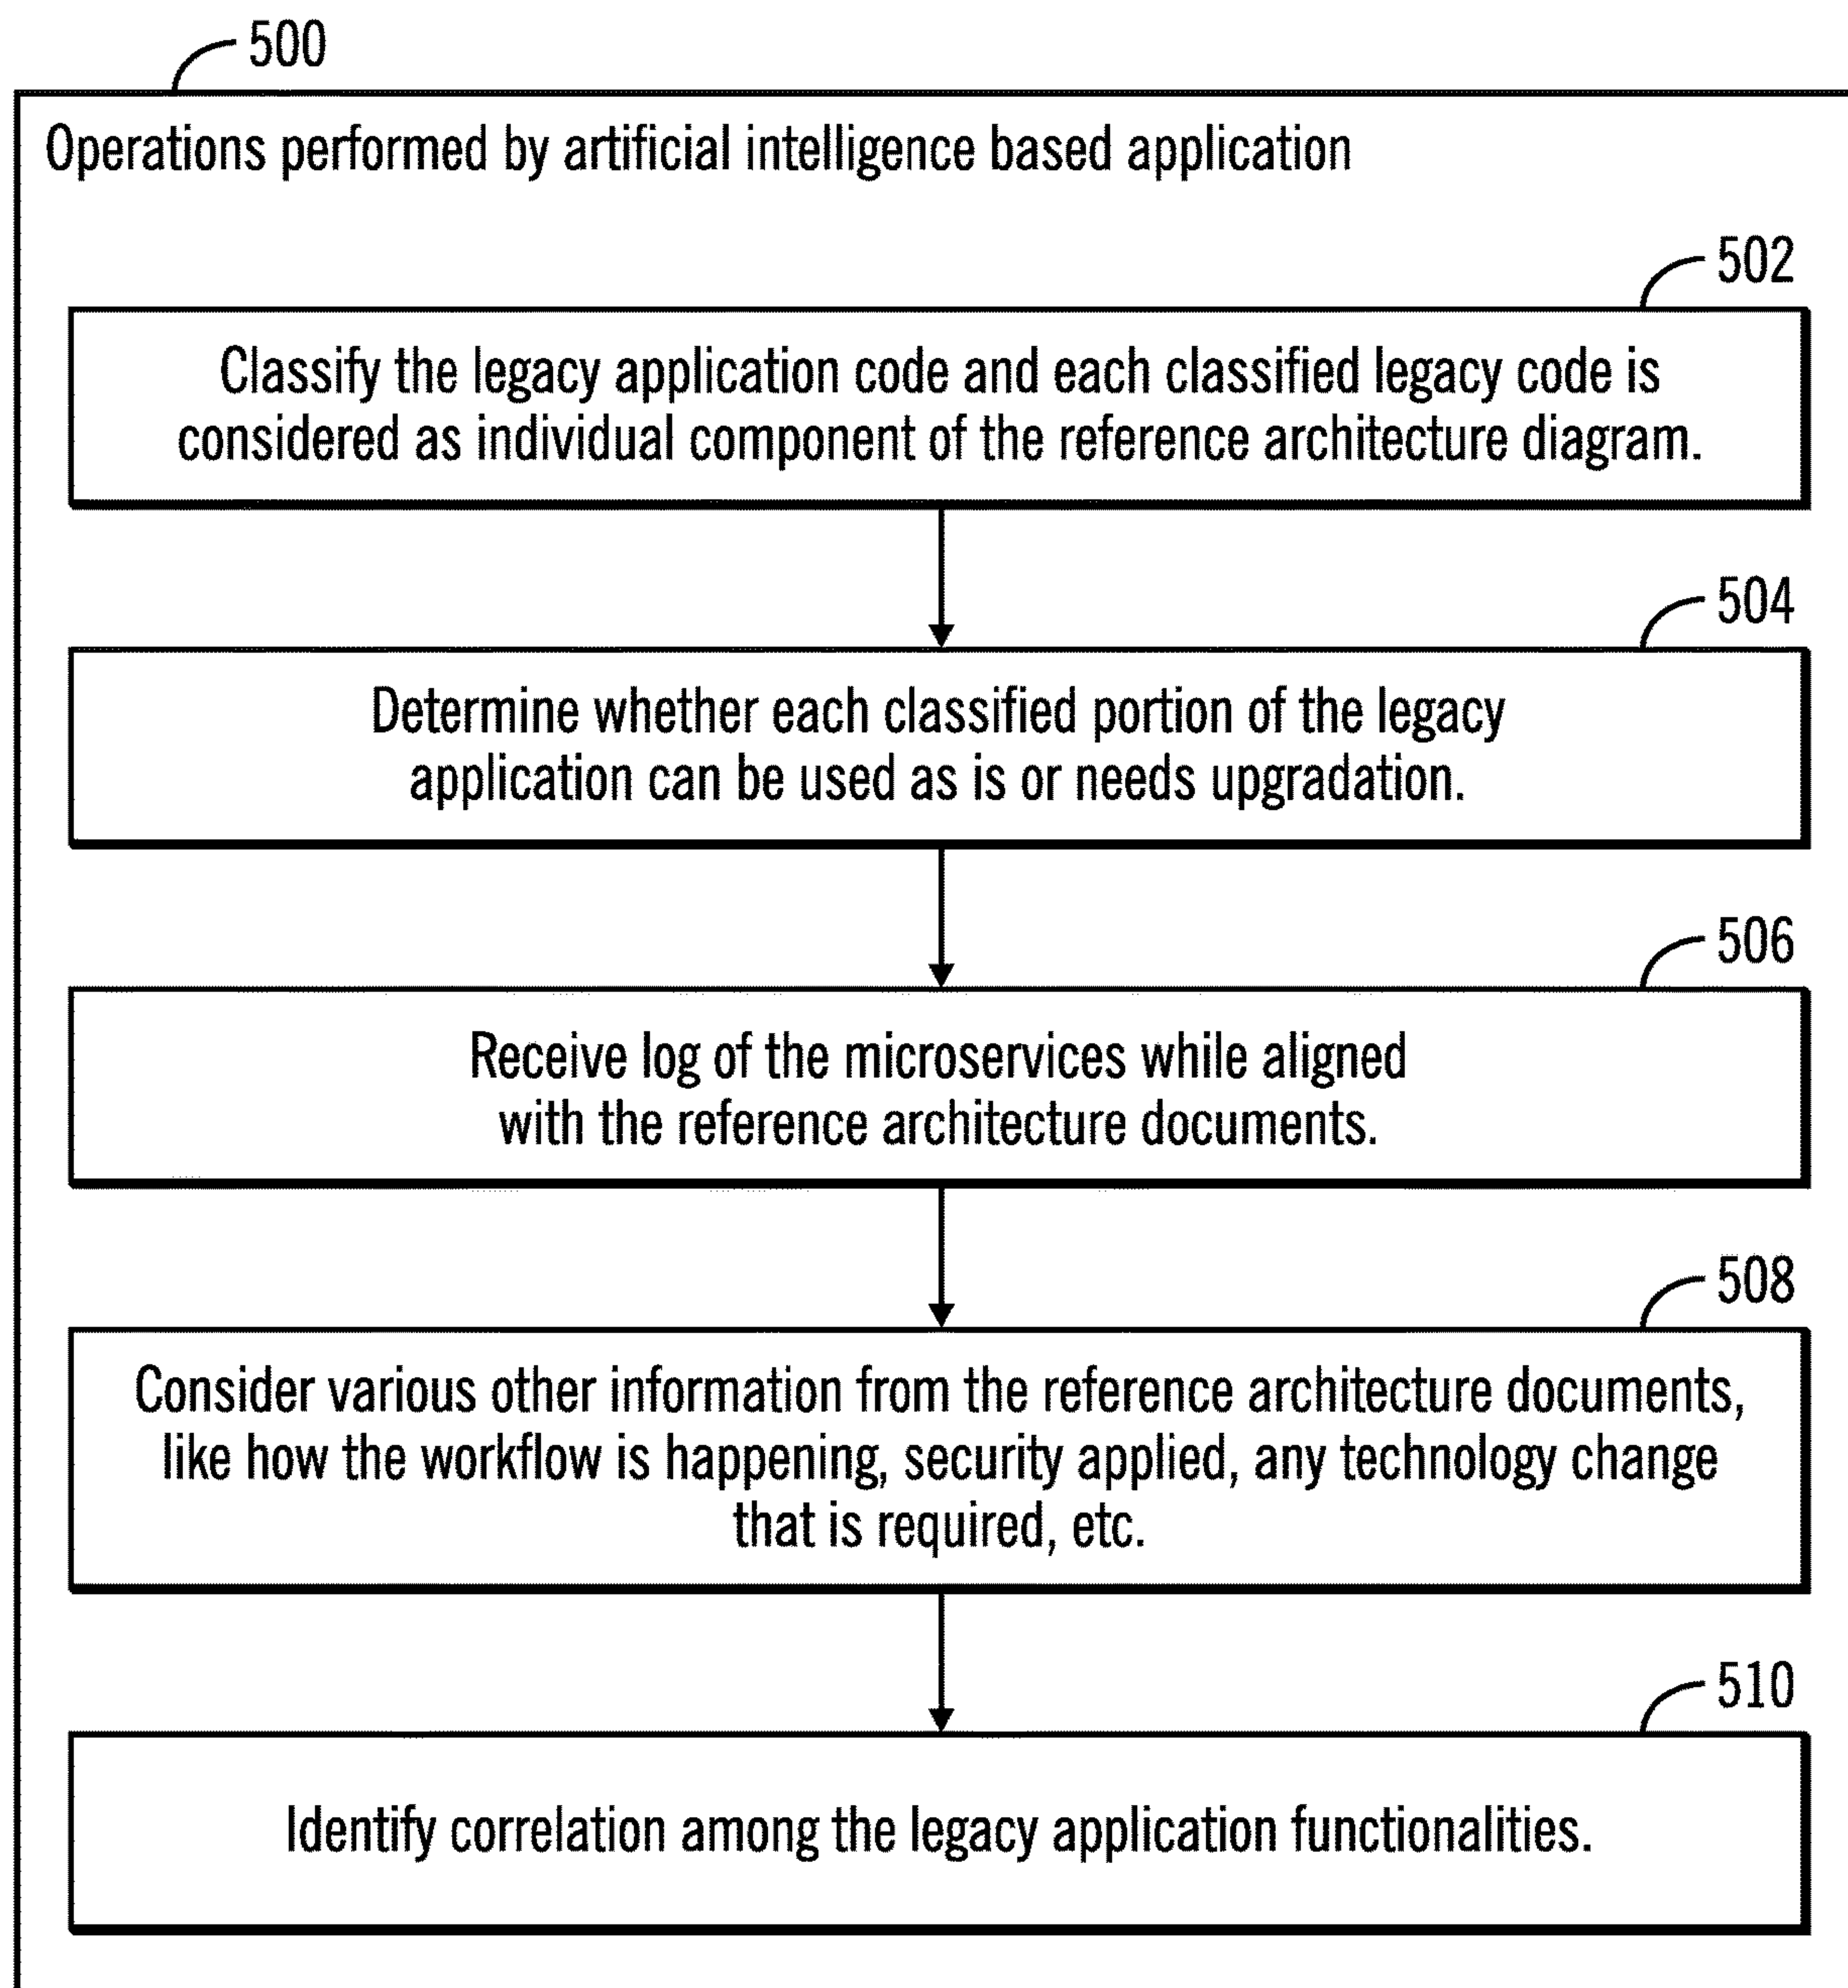 500
Operations performed by artificial intelligence based application
502
Classify the legacy application code and each classified legacy code is
considered as individual component of the reference architecture diagram.
504
Determine whether each classified portion of the legacy
application can be used as is or needs upgradation.
506
Receive log of the microservices while aligned
with the reference architecture documents.
508
Consider various other information from the reference architecture documents,
like how the workflow is happening, security applied, any technology change
that is required, etc.
510
Identify correlation among the legacy application functionalities.